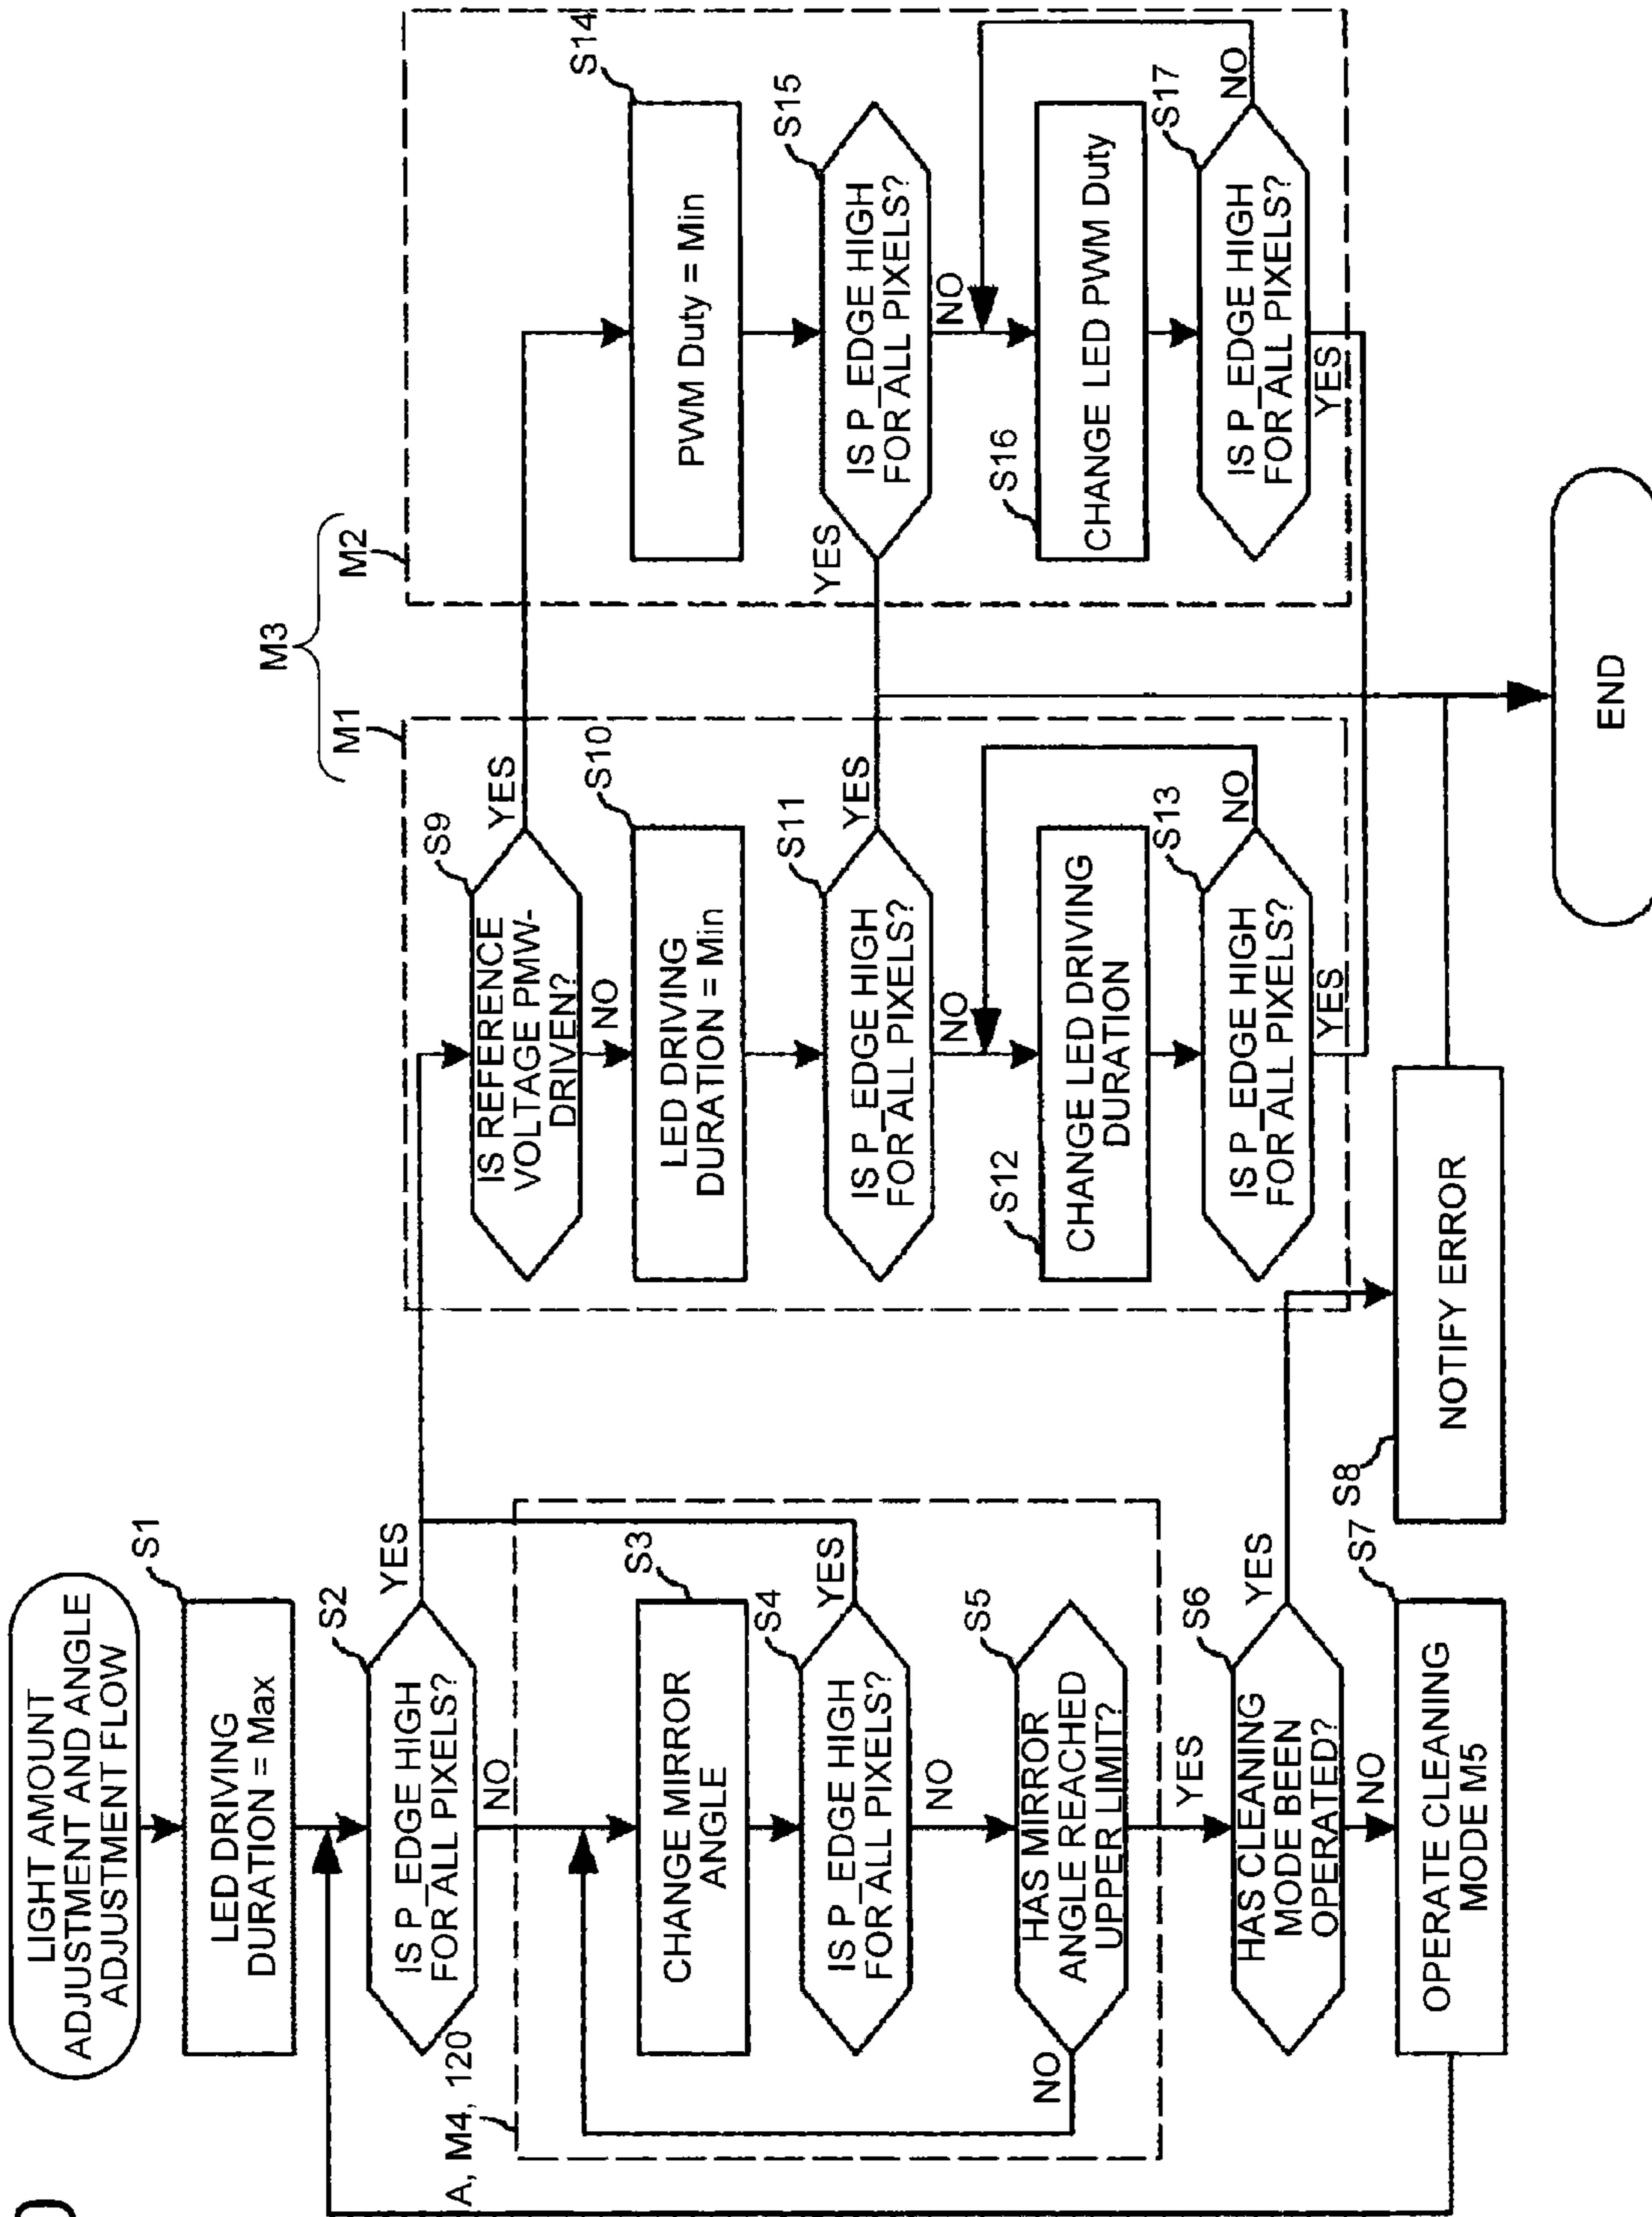 LIGHT AMOUNT
ADJUSTMENT AND ANGLE
ADJUSTMENT FLOW
S1
LED DRIVING
DURATION = Max
S2
IS P_EDGE HIGH
FOR ALL PIXELS?
YES
NO
A, M4, 120
S3
CHANGE MIRROR
ANGLE
S4
IS P_EDGE HIGH
FOR ALL PIXELS?
YES
NO
S5
HAS MIRROR
ANGLE REACHED
UPPER LIMIT?
NO
YES
S6
HAS CLEANING
MODE BEEN
OPERATED?
YES
NO
S7
OPERATE CLEANING
MODE M5
S8
NOTIFY ERROR
M3
M1
S9
IS REFERENCE
VOLTAGE PMW-
DRIVEN?
YES
NO
S10
LED DRIVING
DURATION = Min
S11
IS P_EDGE HIGH
FOR ALL PIXELS?
YES
NO
S12
CHANGE LED DRIVING
DURATION
S13
IS P_EDGE HIGH
FOR ALL PIXELS?
NO
YES
M2
S14
PWM Duty = Min
S15
IS P_EDGE HIGH
FOR ALL PIXELS?
YES
NO
S16
CHANGE LED PWM Duty
S17
IS P_EDGE HIGH
FOR ALL PIXELS?
NO
YES
END